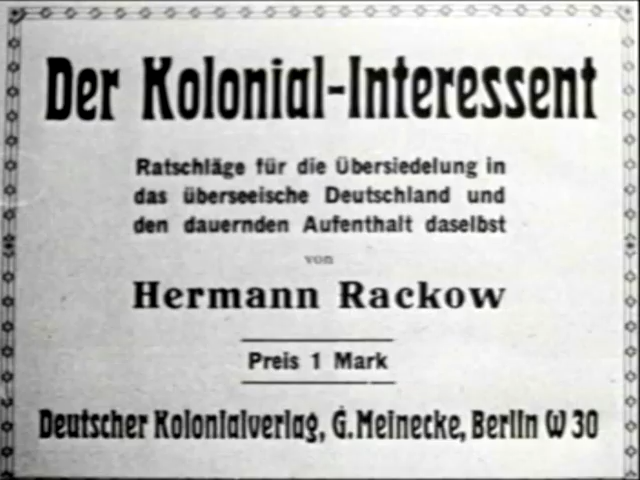 Der Kolonial-Interessent
Ratschläge für die Übersiedelung in
das überseeische Deutschland und
den dauernden Aufenthalt daselbst
von
Hermann Rackow
Preis 1 Mark
Deutscher Kolonialverlag, G. Meinecke, Berlin W 30